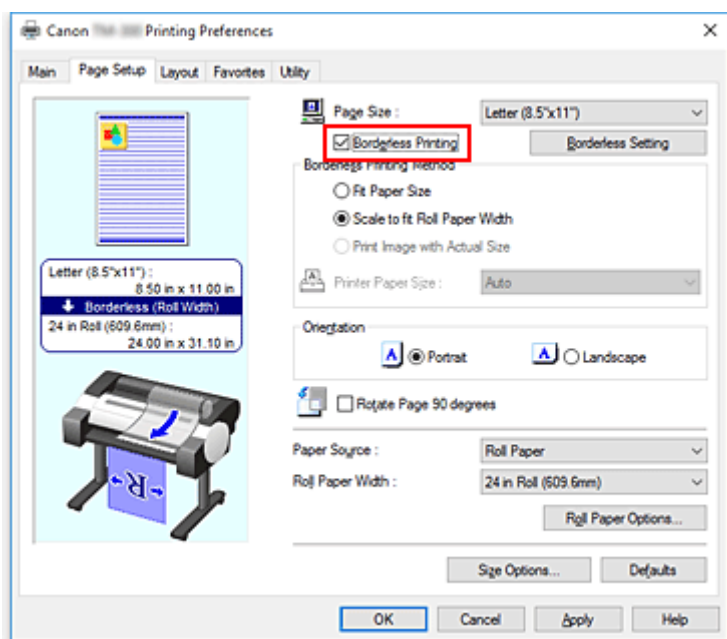 Canon Printing Preferences
Main Page Setup Layout Favorites Utility
Page Size : Letter (8.5"x11")
Borderless Printing Borderless Setting
Borderless Printing Method
Fit Paper Size
Scale to fit Roll Paper Width
Print Image with Actual Size
Printer Paper Size : Auto
Letter (8.5"x11") :
8.50 in x 11.00 in
Borderless (Roll Width)
24 in Roll (609.6mm) :
24.00 in x 31.10 in
R
Orientation
A Portrait A Landscape
Rotate Page 90 degrees
Paper Source : Roll Paper
Roll Paper Width : 24 in Roll (609.6mm)
Roll Paper Options...
Size Options... Defaults
OK Cancel Apply Help